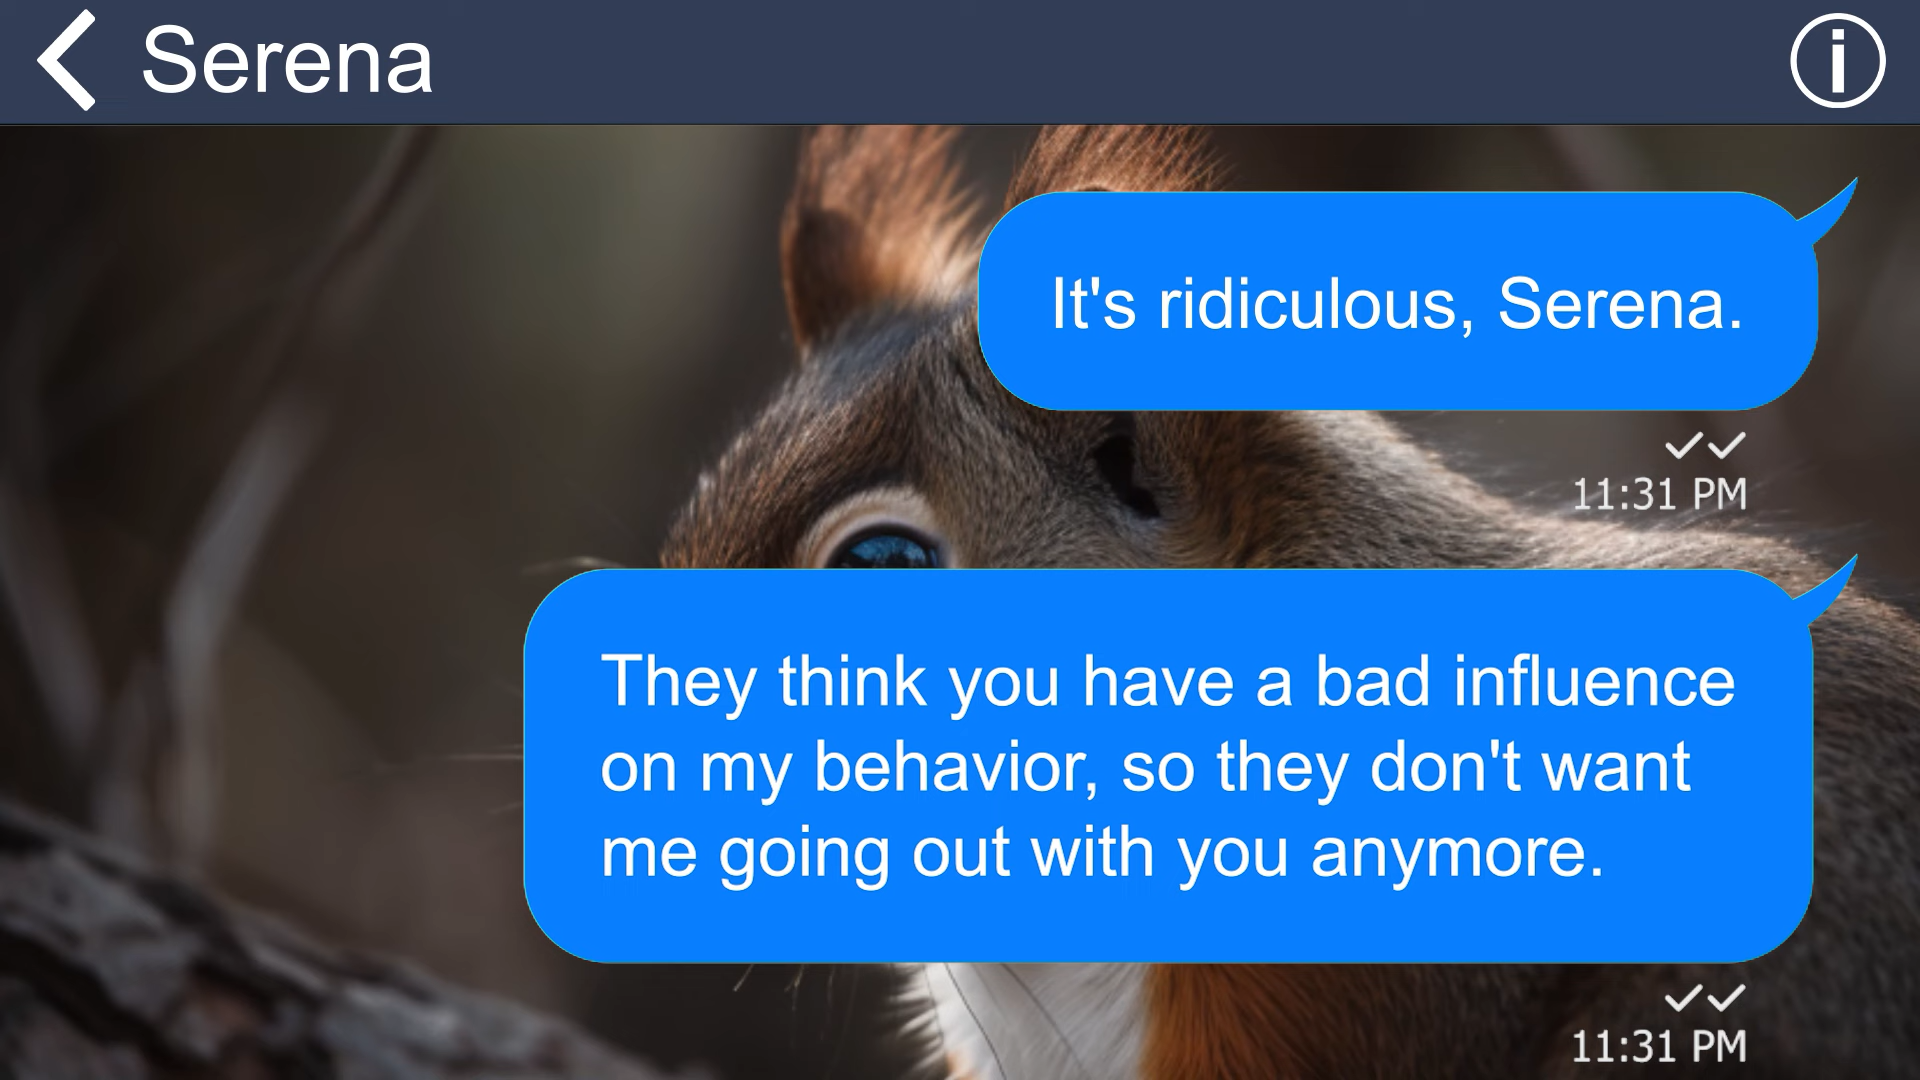 Serena
It's ridiculous, Serena.
11:31 PM
They think you have a bad influence
on my behavior, so they don't want
me going out with you anymore.
11:31 PM